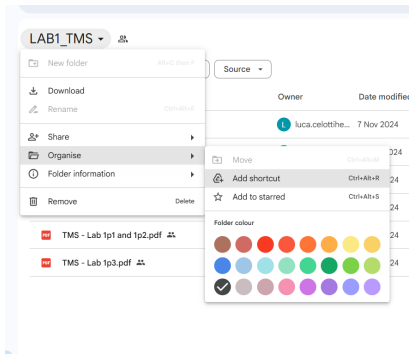 LAB1_TMS
New folder Alt+C then F
Source
Download
Owner Date modified
Rename Ctrl+Alt+E
L luca.celottihe... 7 Nov 2024
Share
Organise
Move Ctrl+Alt+M
Folder information
Add shortcut Ctrl+Alt+R
Add to starred Ctrl+Alt+S
Remove Delete
Folder colour
PDF TMS - Lab 1p1 and 1p2.pdf
PDF TMS - Lab 1p3.pdf